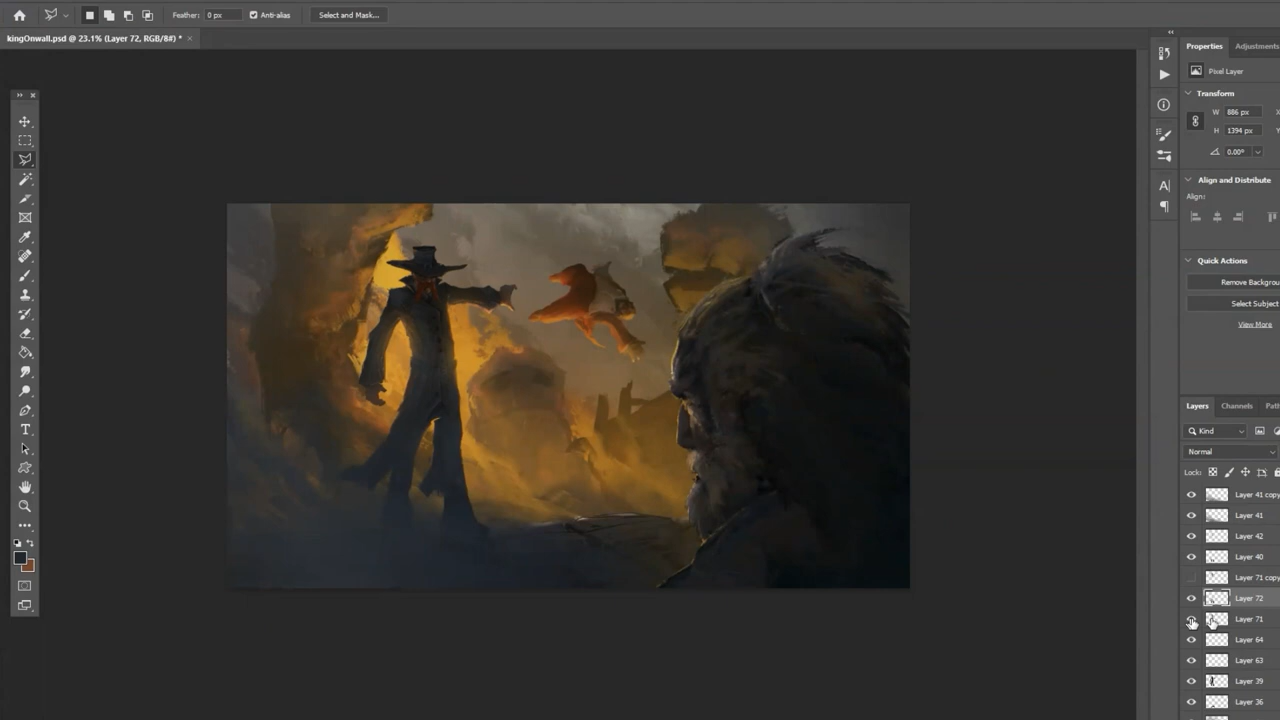 Feather: 0 px Anti-alias Select and Mask...
kingOnwall.psd @ 23.1% (Layer 72, RGB/8#) * ×
Properties Adjustments
Pixel Layer
Transform
W 886 px
H 1394 px
0.00°
Align and Distribute
Align:
Quick Actions
Remove Backgrou
Select Subject
View More
Layers Channels Pat
Kind
Normal
Lock:
Layer 41 copy
Layer 41
Layer 42
Layer 40
Layer 71 copy
Layer 72
Layer 71
Layer 64
Layer 63
Layer 39
Layer 36